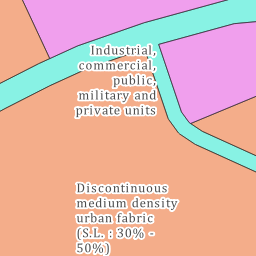 Industrial,
commercial,
public,
military and
private units
Discontinuous
medium density
urban fabric
(S.L. : 30% -
50%)